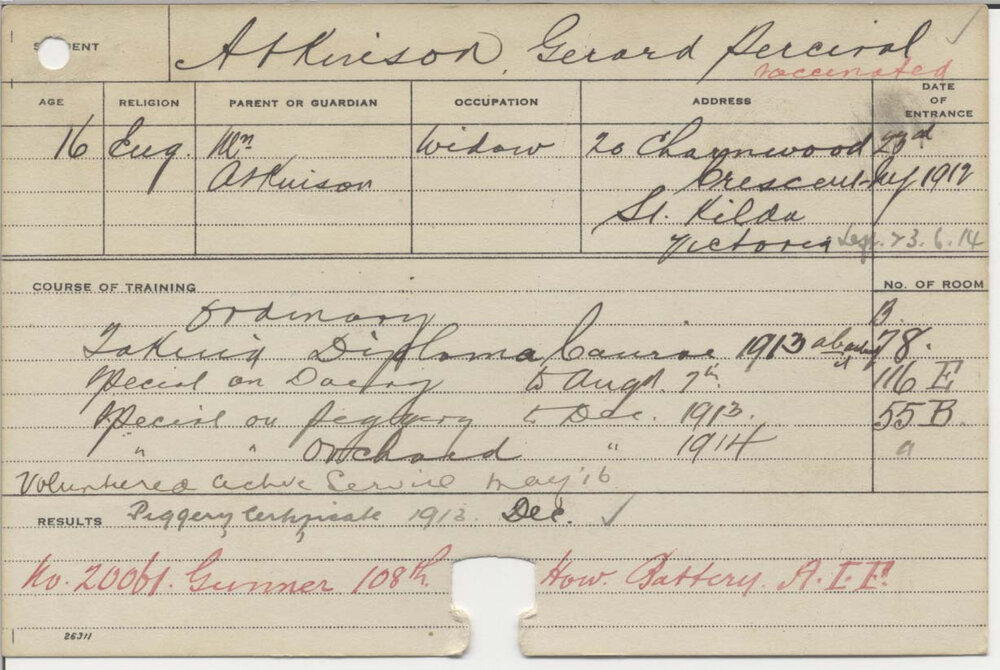 STUDENT Atkinson, Gerard Percival ✓
vaccinated
AGE RELIGION PARENT OR GUARDIAN OCCUPATION ADDRESS DATE OF ENTRANCE
16 Eng. Mrs Widow 20 Charnwood 23rd
Atkinson Crescent July 1912
St. Kilda
Victoria 23.6.14
COURSE OF TRAINING No. OF ROOM
Ordinary B.
Taking Diploma Course 1913 78.
Special on Dairy to Augt. 7th 116 E
Special on Piggery to Dec. 1913. 55 B.
" " Orchard " 1914 "
Volunteered Active Service May '16
RESULTS Piggery Certificate 1913. Dec. ✓
No. 20061. Gunner 108th How. Battery. A.I.F.
26311